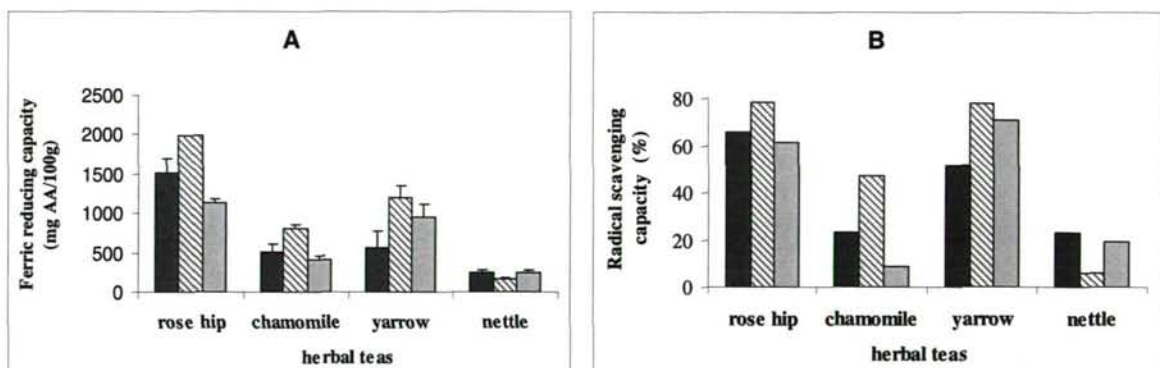 A
Ferric reducing capacity
(mg AA/100g)
2500
2000
1500
1000
500
0
rose hip chamomile yarrow nettle
herbal teas
B
Radical scavenging
capacity (%)
80
60
40
20
0
rose hip chamomile yarrow nettle
herbal teas